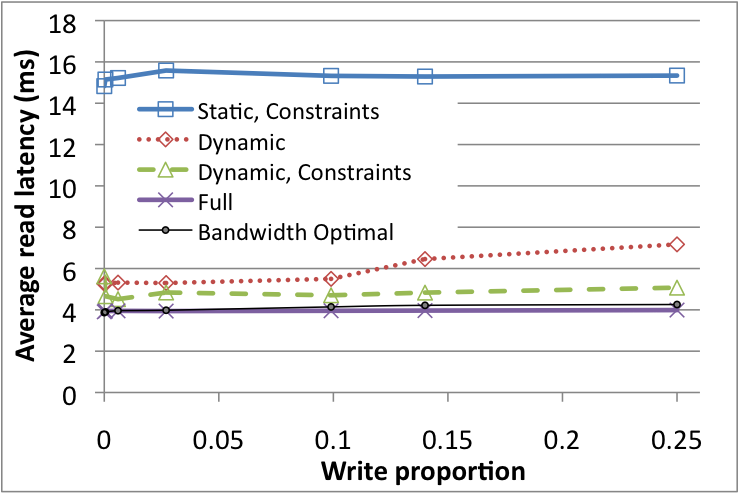 18
16
14
12
10
8
6
4
2
0
Average read latency (ms)
Static, Constraints
Dynamic
Dynamic, Constraints
Full
Bandwidth Optimal
0 0.05 0.1 0.15 0.2 0.25
Write proportion